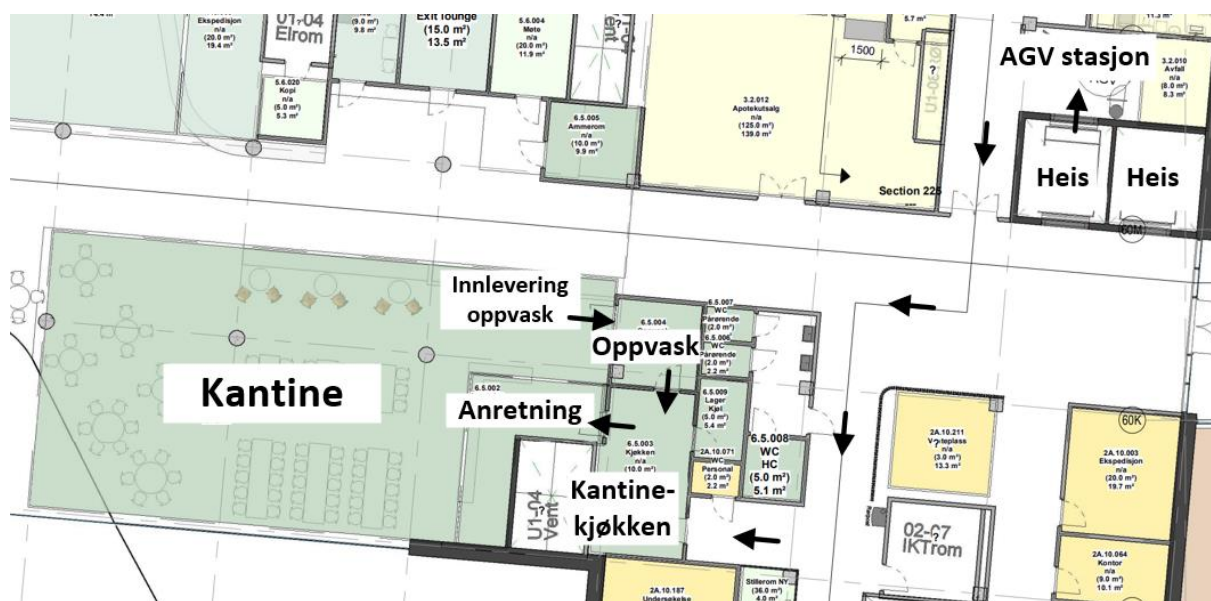 Ekspedisjon
n/a
(20.0 m²)
19.4 m²
U1-04
Elrom
(9.0 m²)
9.8 m²
Exit lounge
(15.0 m²)
13.5 m²
5.6.004
Møte
n/a
(20.0 m²)
11.9 m²
Vent
5.7 m²
1500
AGV stasjon
3.2.010
Avfall
n/a
(8.0 m²)
8.3 m²
5.6.020
Kopi
n/a
(5.0 m²)
5.3 m²
6.5.005
Ammerom
n/a
(10.0 m²)
9.9 m²
3.2.012
Apotekutsalg
n/a
(125.0 m²)
139.0 m²
?
Section 225
Heis
Heis
60M
Innlevering
oppvask
6.5.004
Oppvask
6.5.007
WC
Pårørende
(2.0 m²)
6.5.006
WC
Pårørende
(2.0 m²)
2.2 m²
Kantine
6.5.002
Anretning
6.5.003
Kjøkken
n/a
(10.0 m²)
6.5.009
Lager
Kjøl
(5.0 m²)
5.4 m²
2A.10.071
WC
Personal
(2.0 m²)
2.2 m²
6.5.008
WC
HC
(5.0 m²)
5.1 m²
U1-04
Vent
?
Kantine-
kjøkken
2A.10.211
n/a
(3.0 m²)
13.3 m²
60K
2A.10.003
Ekspedisjon
n/a
(20.0 m²)
19.7 m²
IKTrom
2A.10.064
Kontor
n/a
(9.0 m²)
10.1 m²
2A.10.187
Undersøkelse
Stillerom NY
(36.0 m²)
4.0 m²